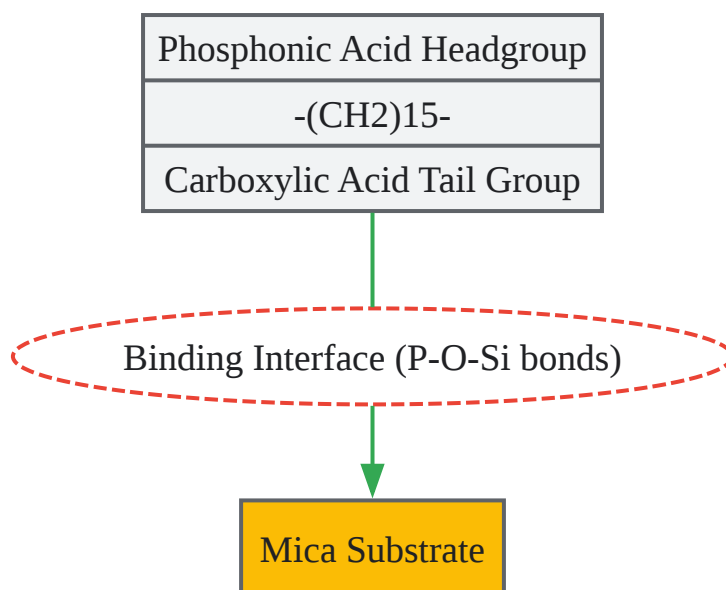 Phosphonic Acid Headgroup
-(CH2)15-
Carboxylic Acid Tail Group
Binding Interface (P-O-Si bonds)
Mica Substrate